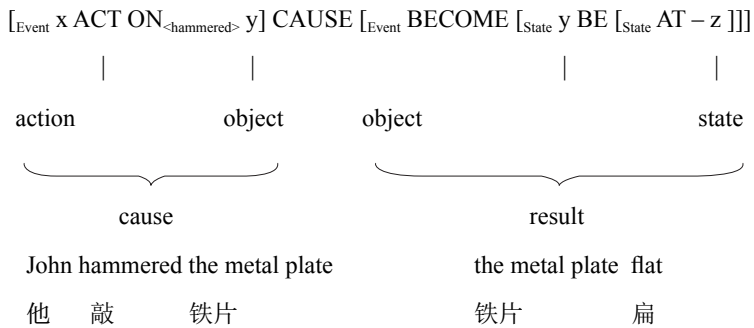 [Event x ACT ON<hammered> y] CAUSE [Event BECOME [State y BE [State AT – z ]]]
action object object state
cause result
John hammered the metal plate the metal plate flat
他 敲 铁片 铁片 扁